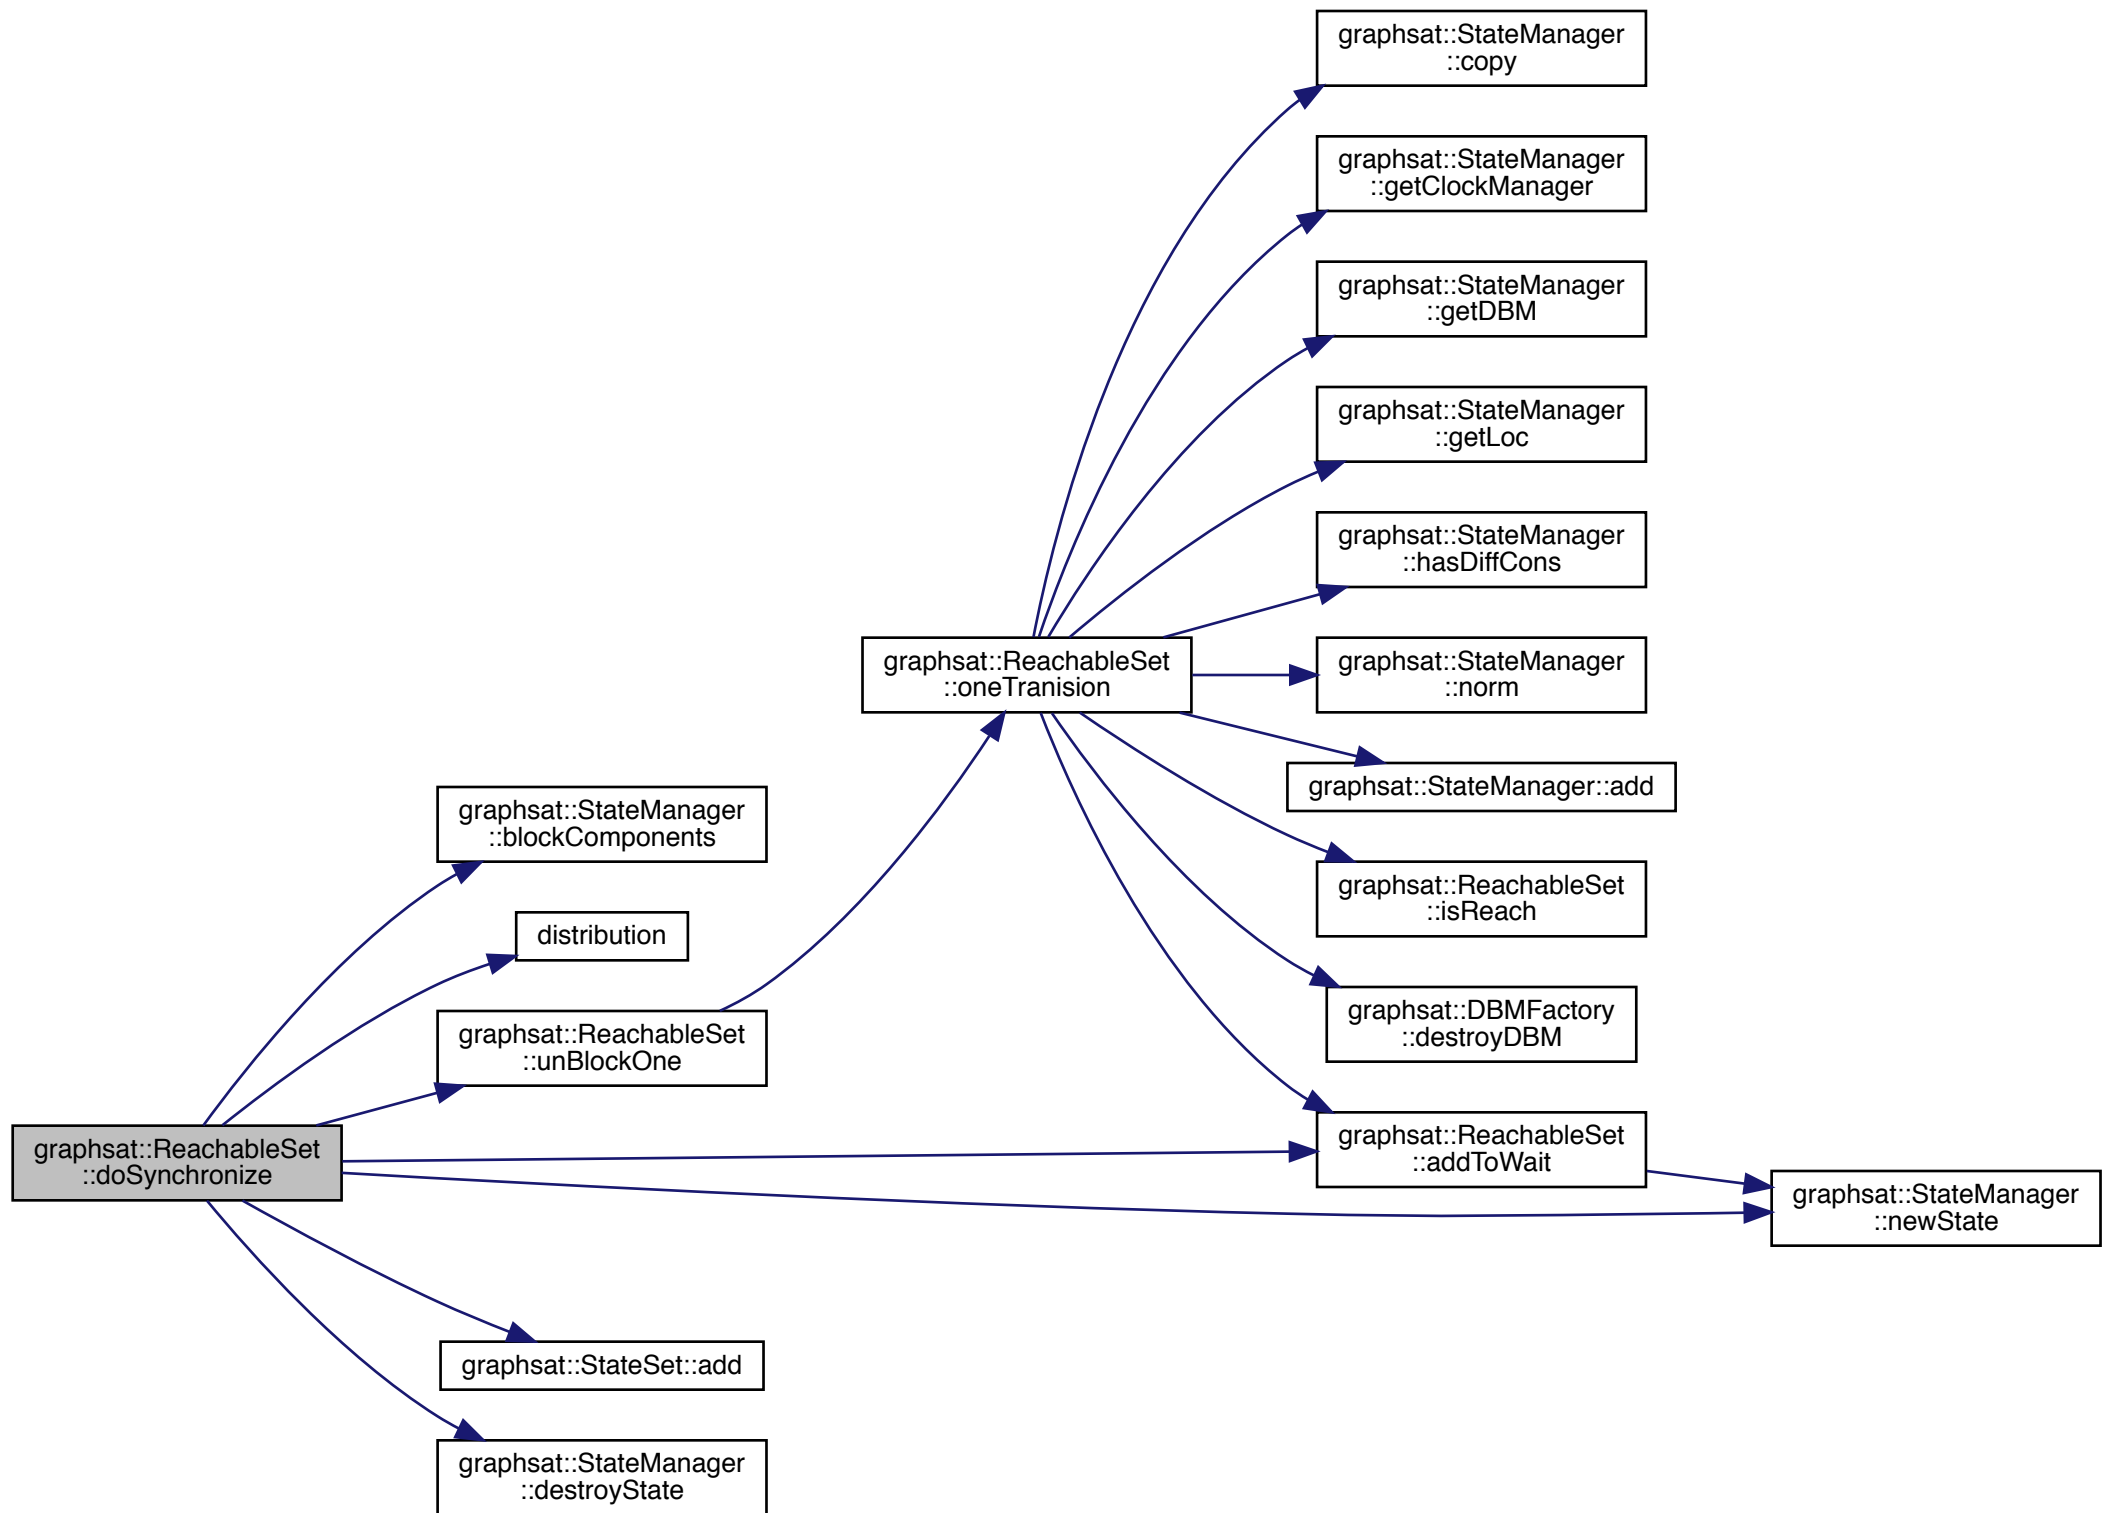 graphsat::StateManager
::copy
graphsat::StateManager
::getClockManager
graphsat::StateManager
::getDBM
graphsat::StateManager
::getLoc
graphsat::StateManager
::hasDiffCons
graphsat::ReachableSet
::oneTranision
graphsat::StateManager
::norm
graphsat::StateManager::add
graphsat::StateManager
::blockComponents
graphsat::ReachableSet
::isReach
distribution
graphsat::DBMFactory
::destroyDBM
graphsat::ReachableSet
::unBlockOne
graphsat::ReachableSet
::doSynchronize
graphsat::ReachableSet
::addToWait
graphsat::StateManager
::newState
graphsat::StateSet::add
graphsat::StateManager
::destroyState